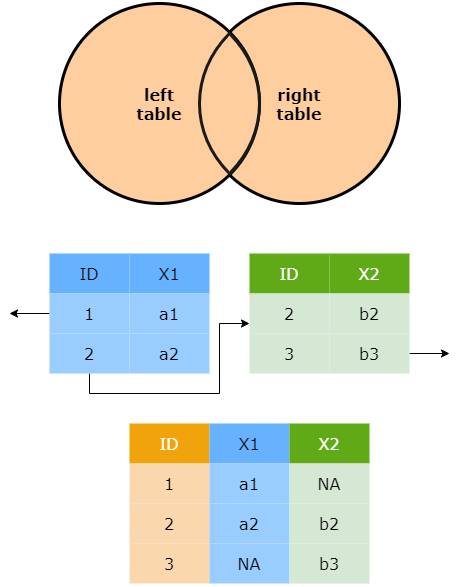 left
table
right
table
ID X1
1 a1
2 a2
ID X2
2 b2
3 b3
ID X1 X2
1 a1 NA
2 a2 b2
3 NA b3